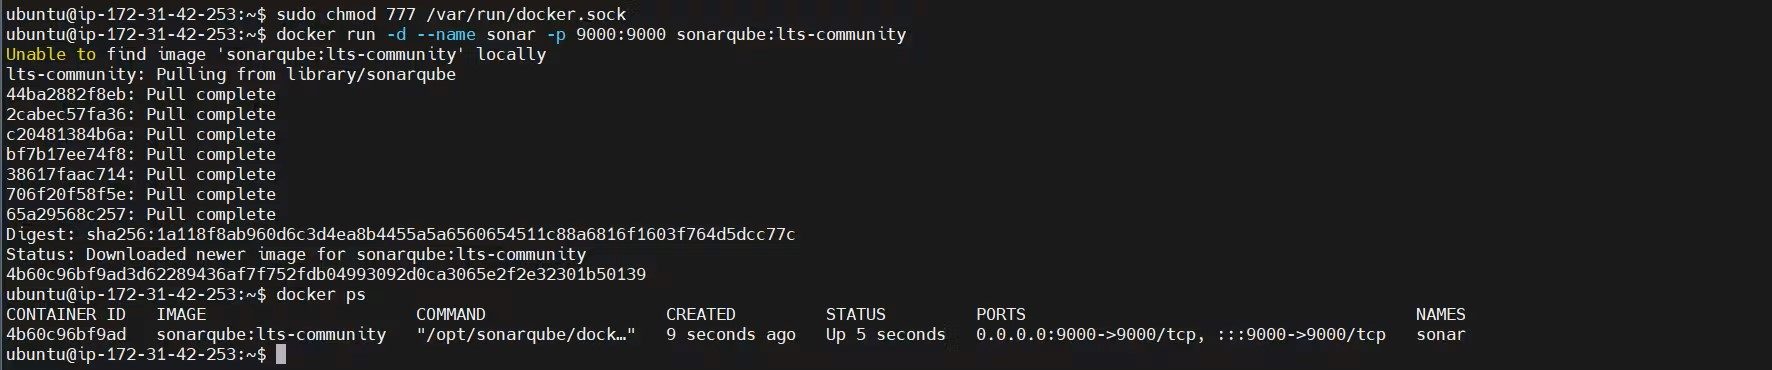 ubuntu@ip-172-31-42-253:~$ sudo chmod 777 /var/run/docker.sock
ubuntu@ip-172-31-42-253:~$ docker run -d --name sonar -p 9000:9000 sonarqube:lts-community
Unable to find image 'sonarqube:lts-community' locally
lts-community: Pulling from library/sonarqube
44ba2882f8eb: Pull complete
2cabec57fa36: Pull complete
c20481384b6a: Pull complete
bf7b17ee74f8: Pull complete
38617faac714: Pull complete
706f20f58f5e: Pull complete
65a29568c257: Pull complete
Digest: sha256:1a118f8ab960d6c3d4ea8b4455a5a6560654511c88a6816f1603f764d5dcc77c
Status: Downloaded newer image for sonarqube:lts-community
4b60c96bf9ad3d62289436af7f752fdb04993092d0ca3065e2f2e32301b50139
ubuntu@ip-172-31-42-253:~$ docker ps
CONTAINER ID   IMAGE                     COMMAND                  CREATED         STATUS         PORTS                                       NAMES
4b60c96bf9ad   sonarqube:lts-community   "/opt/sonarqube/dock…"   9 seconds ago   Up 5 seconds   0.0.0.0:9000->9000/tcp, :::9000->9000/tcp   sonar
ubuntu@ip-172-31-42-253:~$